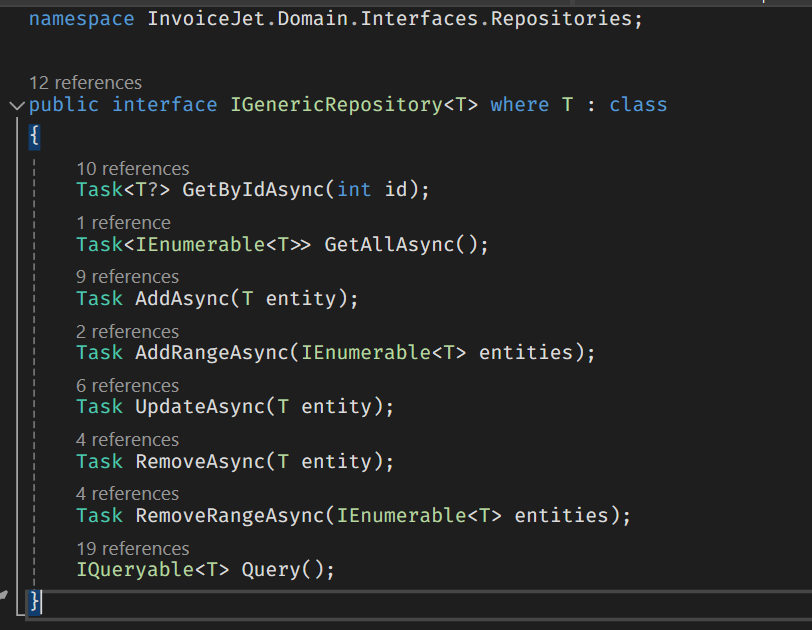 namespace InvoiceJet.Domain.Interfaces.Repositories;
12 references
public interface IGenericRepository<T> where T : class
{
10 references
Task<T?> GetByIdAsync(int id);
1 reference
Task<IEnumerable<T>> GetAllAsync();
9 references
Task AddAsync(T entity);
2 references
Task AddRangeAsync(IEnumerable<T> entities);
6 references
Task UpdateAsync(T entity);
4 references
Task RemoveAsync(T entity);
4 references
Task RemoveRangeAsync(IEnumerable<T> entities);
19 references
IQueryable<T> Query();
}